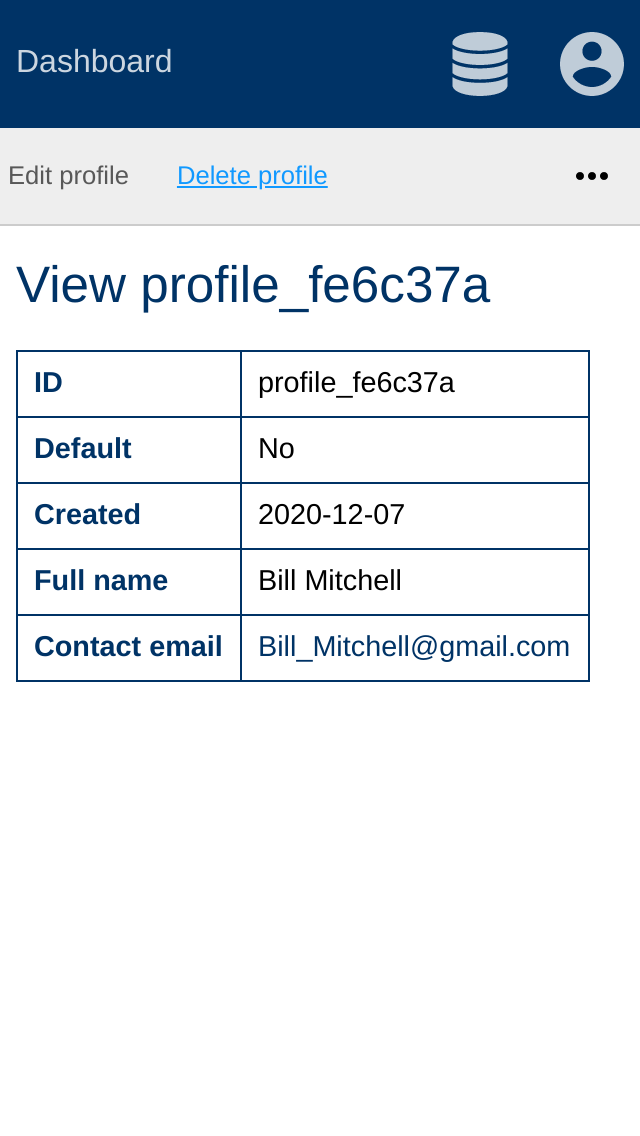 Dashboard
Edit profile Delete profile
View profile_fe6c37a
ID profile_fe6c37a
Default No
Created 2020-12-07
Full name Bill Mitchell
Contact email Bill_Mitchell@gmail.com